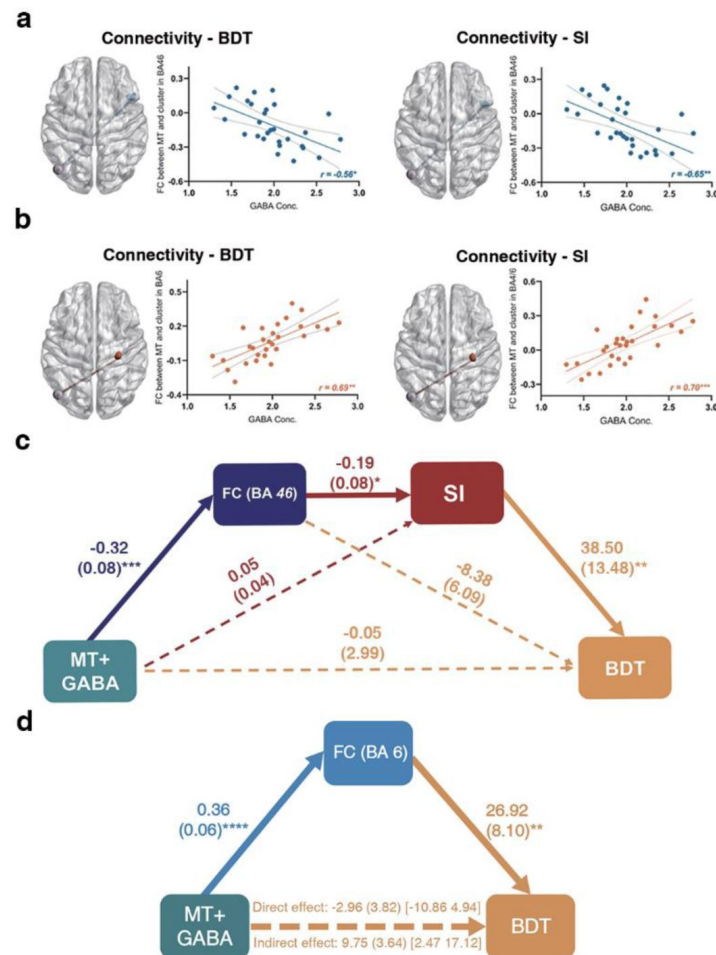 a
Connectivity - BDT
Connectivity - SI
FC between MT and cluster in BA46
0.3
0.0
-0.3
-0.6
1.0 1.5 2.0 2.5 3.0
GABA Conc.
r = -0.56*
FC between MT and cluster in BA46
0.3
0.0
-0.3
-0.6
1.0 1.5 2.0 2.5 3.0
GABA Conc.
r = -0.65**
b
Connectivity - BDT
Connectivity - SI
FC between MT and cluster in BA6
0.5
0.2
-0.1
-0.4
1.0 1.5 2.0 2.5 3.0
GABA Conc.
r = 0.69**
FC between MT and cluster in BA4/6
0.6
0.3
0.0
-0.3
1.0 1.5 2.0 2.5 3.0
GABA Conc.
r = 0.70***
c
-0.19
(0.08)*
FC (BA 46)
SI
-0.32
(0.08)***
0.05
(0.04)
-8.38
(6.09)
38.50
(13.48)**
-0.05
(2.99)
MT+
GABA
BDT
d
FC (BA 6)
0.36
(0.06)****
26.92
(8.10)**
MT+
GABA
Direct effect: -2.96 (3.82) [-10.86 4.94]
Indirect effect: 9.75 (3.64) [2.47 17.12]
BDT